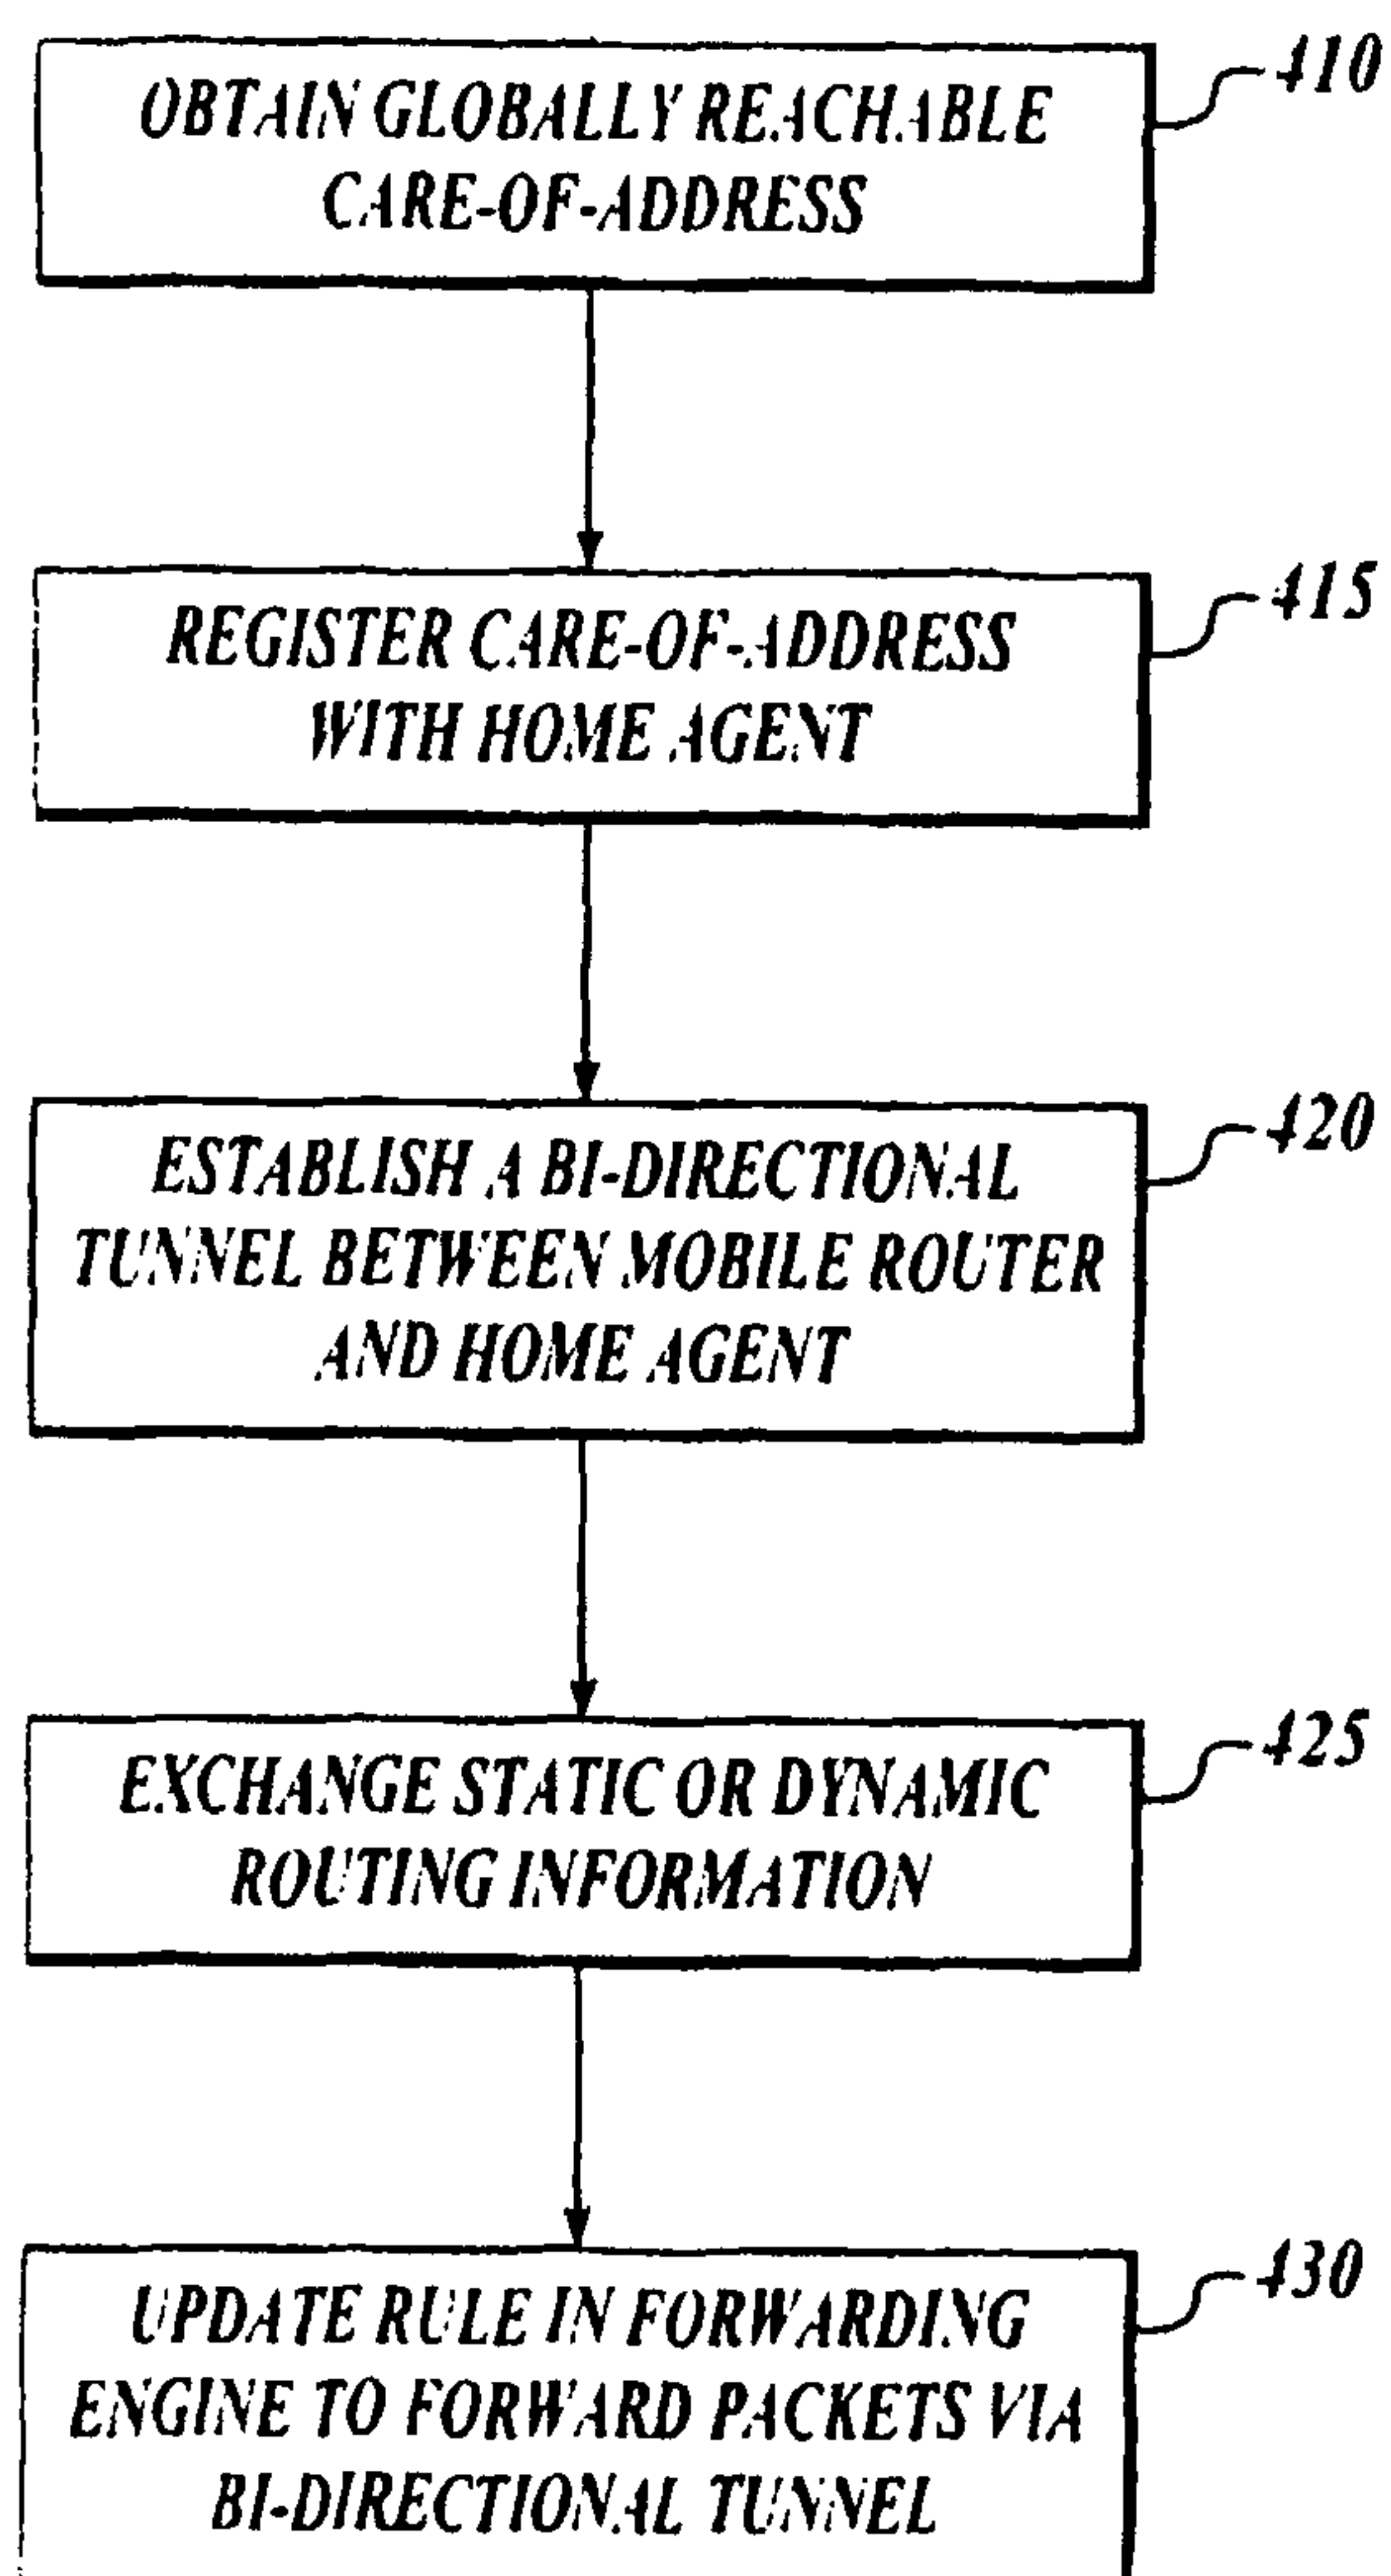 OBTAIN GLOBALLY REACHABLE
CARE-OF-ADDRESS
410
REGISTER CARE-OF-ADDRESS
WITH HOME AGENT
415
ESTABLISH A BI-DIRECTIONAL
TUNNEL BETWEEN MOBILE ROUTER
AND HOME AGENT
420
EXCHANGE STATIC OR DYNAMIC
ROUTING INFORMATION
425
UPDATE RULE IN FORWARDING
ENGINE TO FORWARD PACKETS VIA
BI-DIRECTIONAL TUNNEL
430